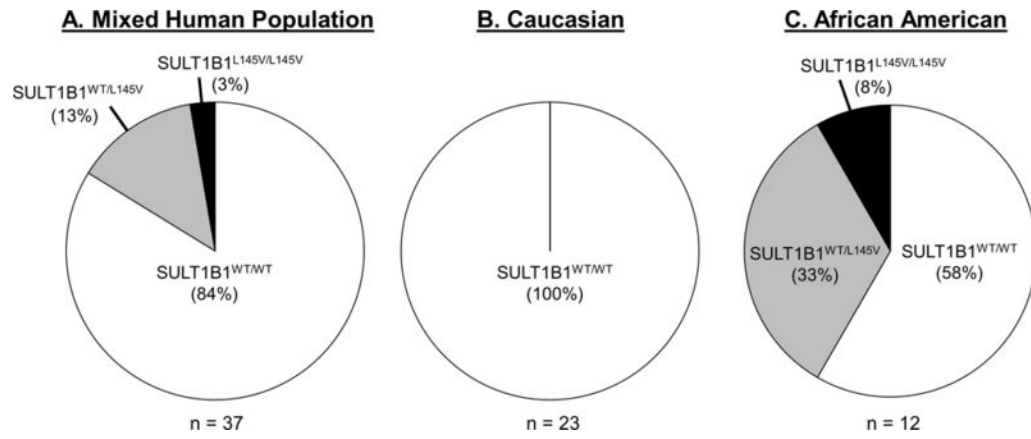 A. Mixed Human Population
SULT1B1L145V/L145V
(3%)
SULT1B1WT/L145V
(13%)
SULT1B1WT/WT
(84%)
n = 37
B. Caucasian
SULT1B1WT/WT
(100%)
n = 23
C. African American
SULT1B1L145V/L145V
(8%)
SULT1B1WT/L145V
(33%)
SULT1B1WT/WT
(58%)
n = 12